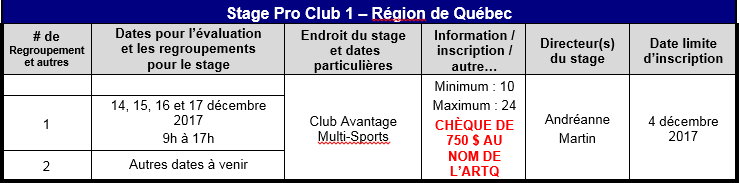 Stage Pro Club 1 – Région de Québec
# de
Regroupement
et autres
Dates pour l'évaluation
et les regroupements
pour le stage
Endroit du stage
et dates
particulières
Information /
inscription /
autre…
Directeur(s)
du stage
Date limite
d'inscription
1
14, 15, 16 et 17 décembre
2017
9h à 17h
2
Autres dates à venir
Club Avantage
Multi-Sports
Minimum : 10
Maximum : 24
CHÈQUE DE
750 $ AU
NOM DE
L'ARTQ
Andréanne
Martin
4 décembre
2017